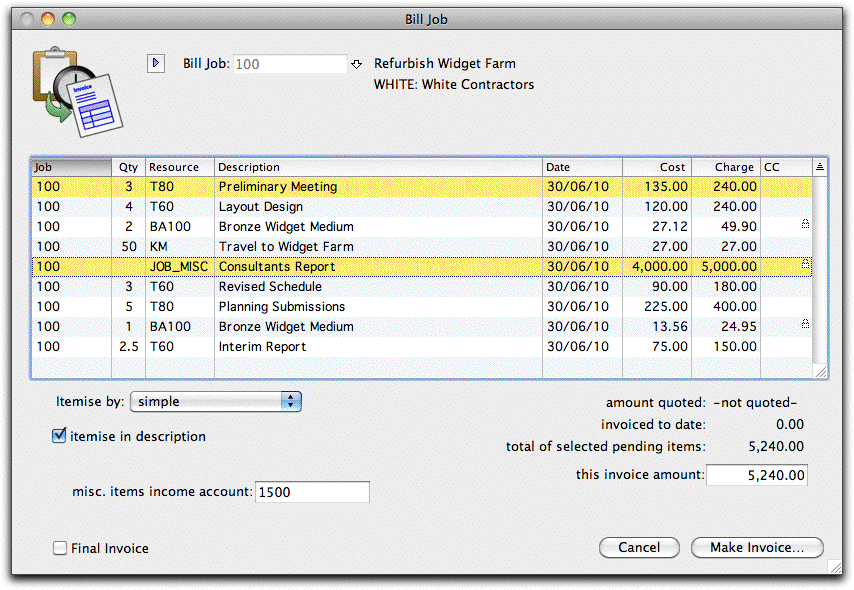 Bill Job
Invoice
Bill Job: 100 Refurbish Widget Farm
WHITE: White Contractors
Job Qty Resource Description Date Cost Charge CC
100 3 T80 Preliminary Meeting 30/06/10 135.00 240.00
100 4 T60 Layout Design 30/06/10 120.00 240.00
100 2 BA100 Bronze Widget Medium 30/06/10 27.12 49.90
100 50 KM Travel to Widget Farm 30/06/10 27.00 27.00
100 JOB_MISC Consultants Report 30/06/10 4,000.00 5,000.00
100 3 T60 Revised Schedule 30/06/10 90.00 180.00
100 5 T80 Planning Submissions 30/06/10 225.00 400.00
100 1 BA100 Bronze Widget Medium 30/06/10 13.56 24.95
100 2.5 T60 Interim Report 30/06/10 75.00 150.00
Itemise by: simple
amount quoted: -not quoted-
invoiced to date: 0.00
itemise in description
total of selected pending items: 5,240.00
this invoice amount: 5,240.00
misc. items income account: 1500
Final Invoice
Cancel Make Invoice...